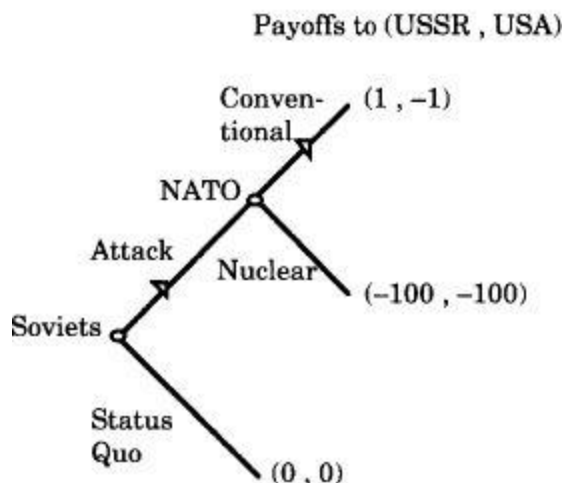 Payoffs to (USSR , USA)
Conven-
tional
(1 , −1)
NATO
Attack
Nuclear
(−100 , −100)
Soviets
Status
Quo
(0 , 0)